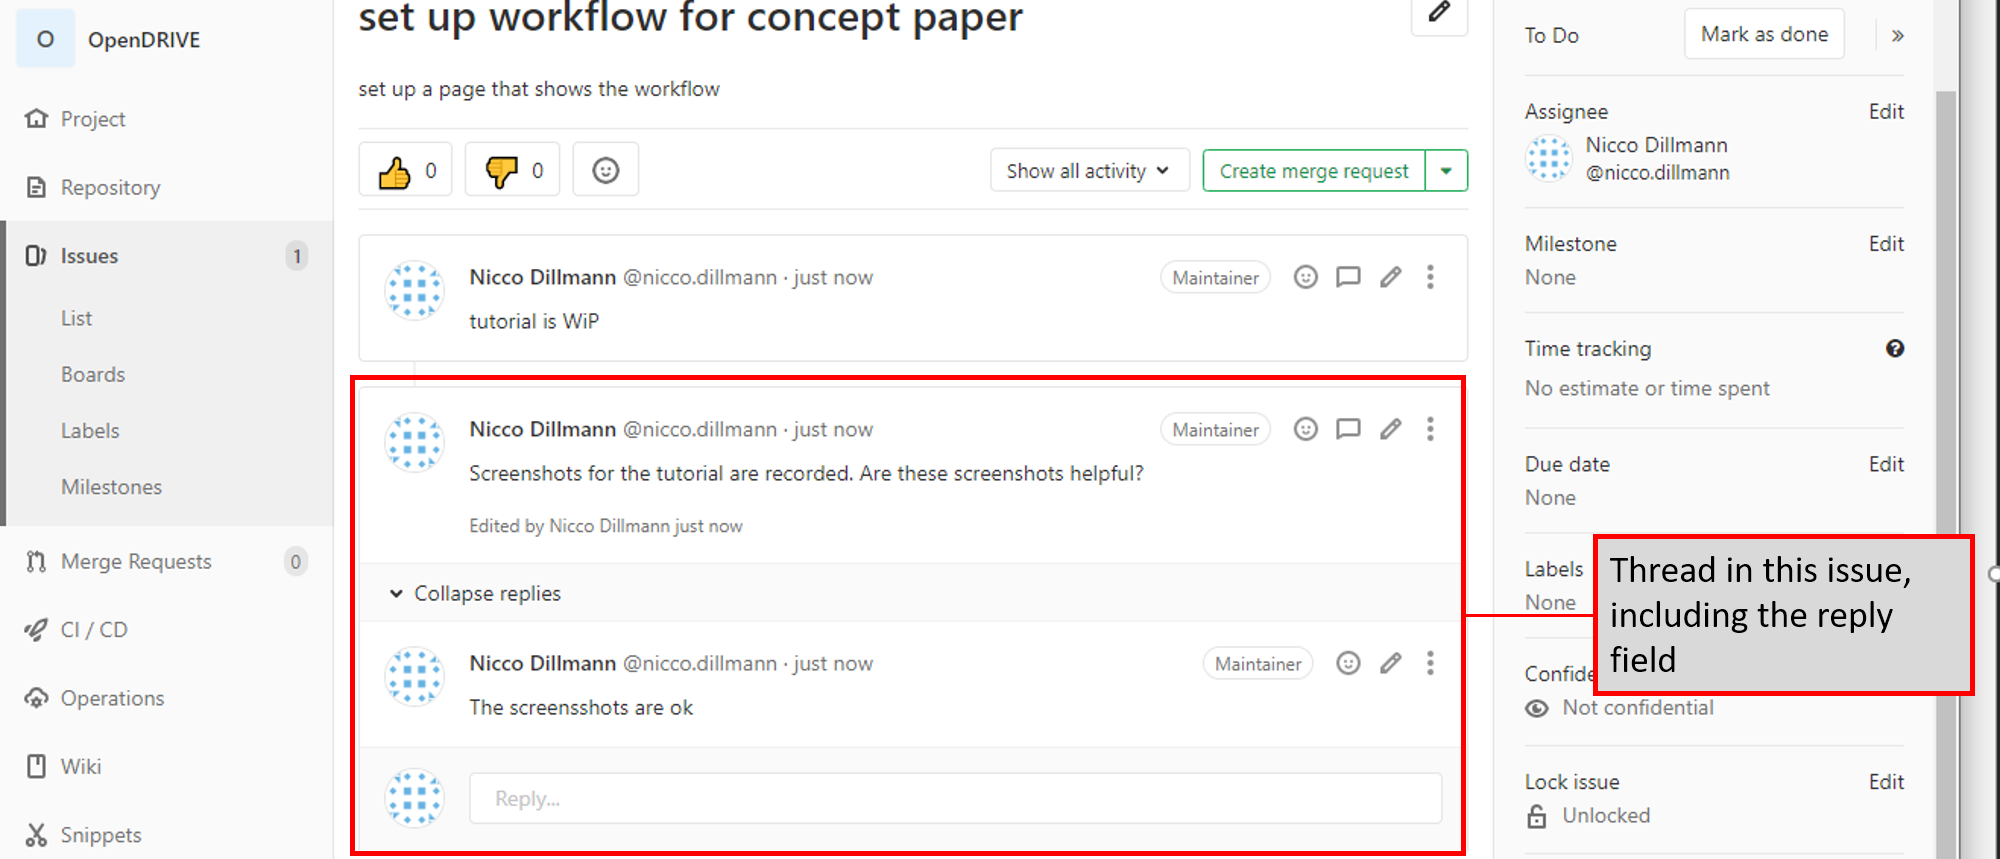 O OpenDRIVE
Project
Repository
Issues 1
List
Boards
Labels
Milestones
Merge Requests 0
CI / CD
Operations
Wiki
Snippets
set up workflow for concept paper
set up a page that shows the workflow
0 0
Show all activity Create merge request
Nicco Dillmann @nicco.dillmann · just now Maintainer
tutorial is WiP
Nicco Dillmann @nicco.dillmann · just now Maintainer
Screenshots for the tutorial are recorded. Are these screenshots helpful?
Edited by Nicco Dillmann just now
Collapse replies
Nicco Dillmann @nicco.dillmann · just now Maintainer
The screensshots are ok
Reply...
To Do Mark as done »
Assignee Edit
Nicco Dillmann
@nicco.dillmann
Milestone Edit
None
Time tracking ?
No estimate or time spent
Due date Edit
None
Labels
None
Thread in this issue,
including the reply
field
Confide
Not confidential
Lock issue Edit
Unlocked